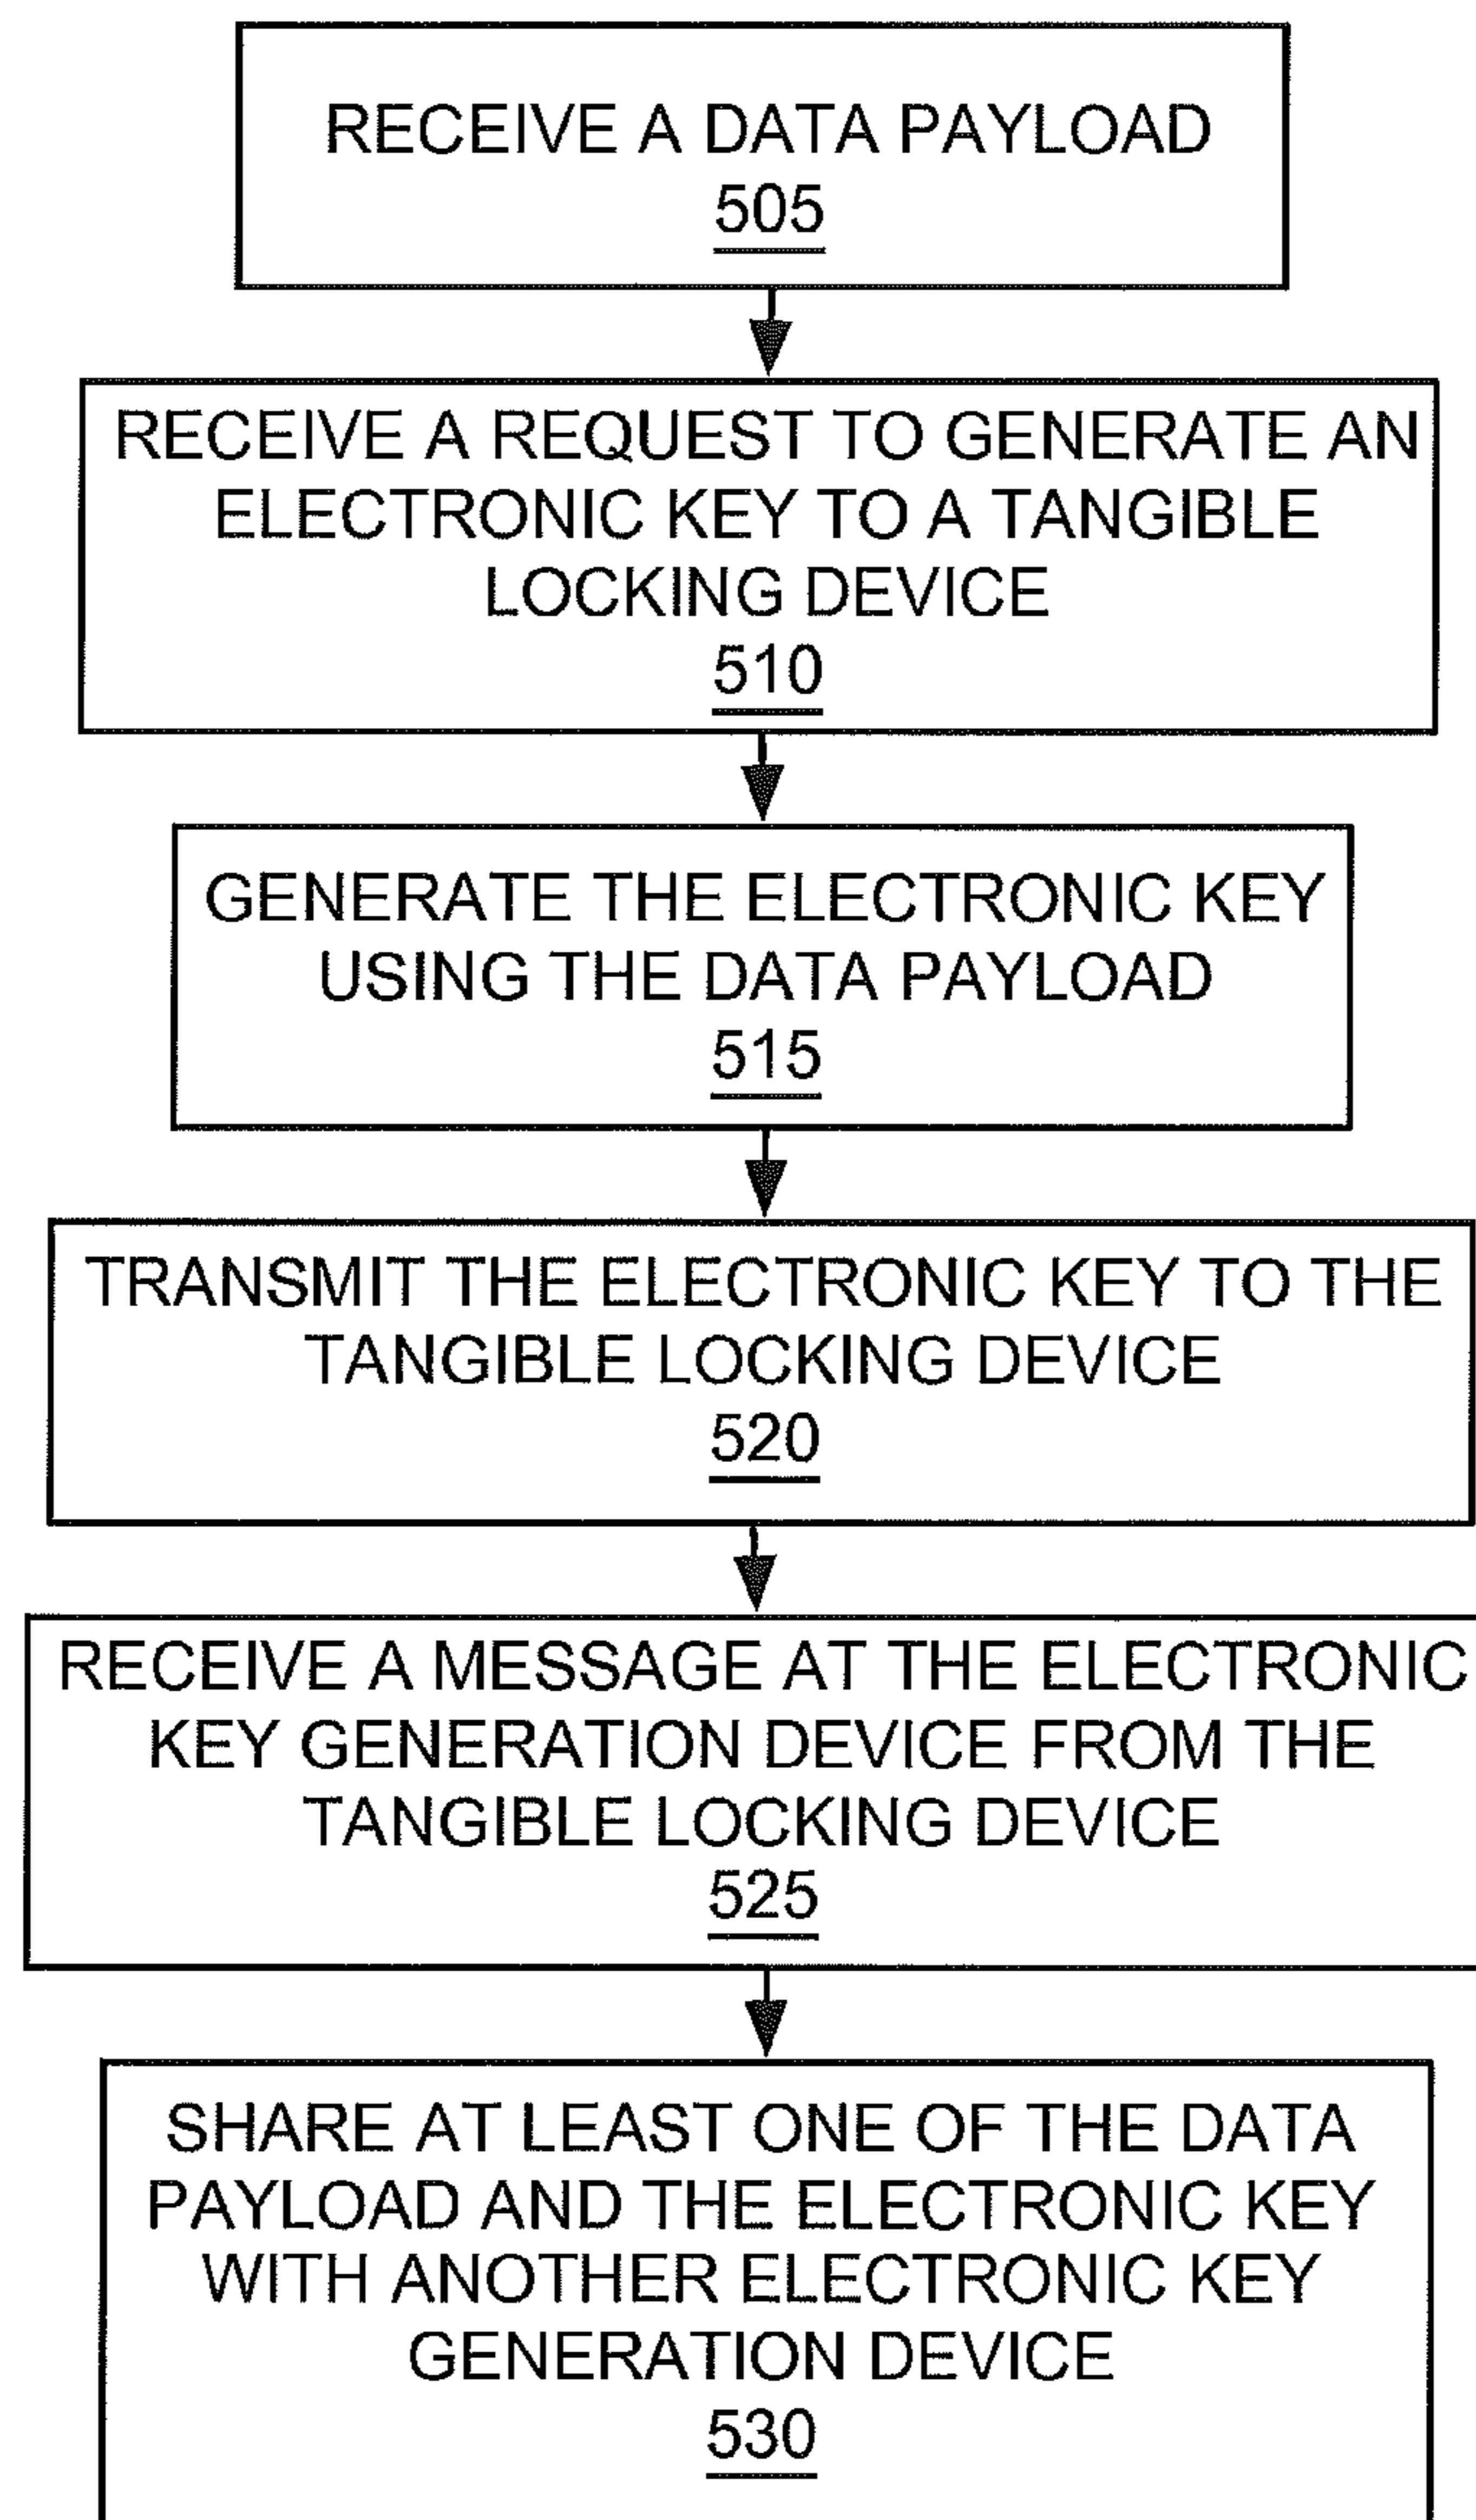 RECEIVE A DATA PAYLOAD
505
RECEIVE A REQUEST TO GENERATE AN
ELECTRONIC KEY TO A TANGIBLE
LOCKING DEVICE
510
GENERATE THE ELECTRONIC KEY
USING THE DATA PAYLOAD
515
TRANSMIT THE ELECTRONIC KEY TO THE
TANGIBLE LOCKING DEVICE
520
RECEIVE A MESSAGE AT THE ELECTRONIC
KEY GENERATION DEVICE FROM THE
TANGIBLE LOCKING DEVICE
525
SHARE AT LEAST ONE OF THE DATA
PAYLOAD AND THE ELECTRONIC KEY
WITH ANOTHER ELECTRONIC KEY
GENERATION DEVICE
530